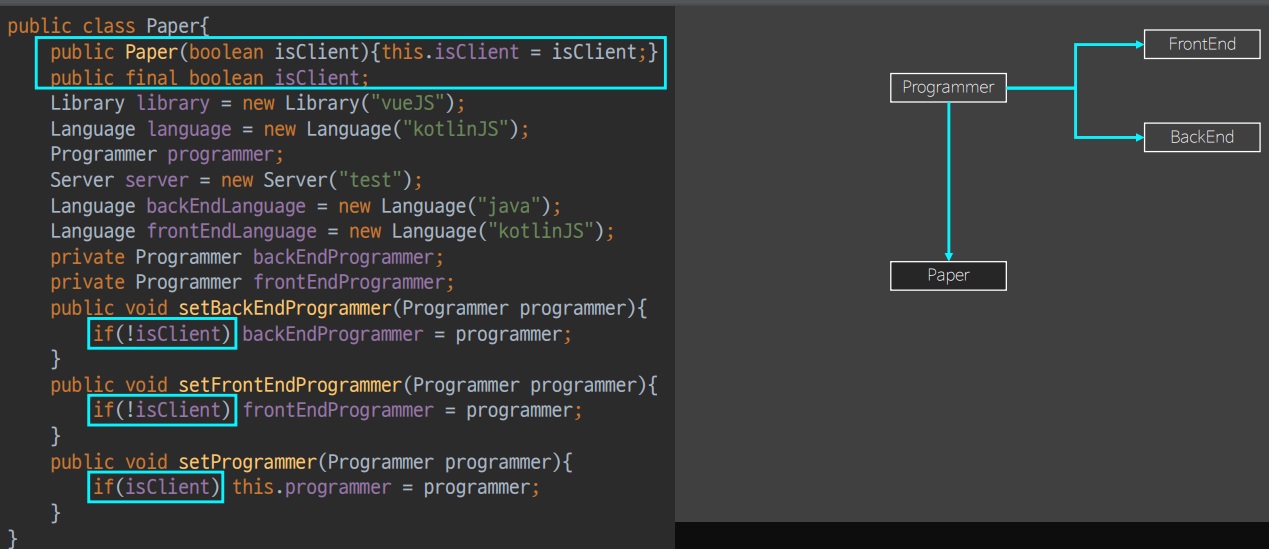 public class Paper{
public Paper(boolean isClient){this.isClient = isClient;}
public final boolean isClient;
Library library = new Library("vueJS");
Language language = new Language("kotlinJS");
Programmer programmer;
Server server = new Server("test");
Language backEndLanguage = new Language("java");
Language frontEndLanguage = new Language("kotlinJS");
private Programmer backEndProgrammer;
private Programmer frontEndProgrammer;
public void setBackEndProgrammer(Programmer programmer){
if(!isClient) backEndProgrammer = programmer;
}
public void setFrontEndProgrammer(Programmer programmer){
if(!isClient) frontEndProgrammer = programmer;
}
public void setProgrammer(Programmer programmer){
if(isClient) this.programmer = programmer;
}
}
FrontEnd
Programmer
BackEnd
Paper